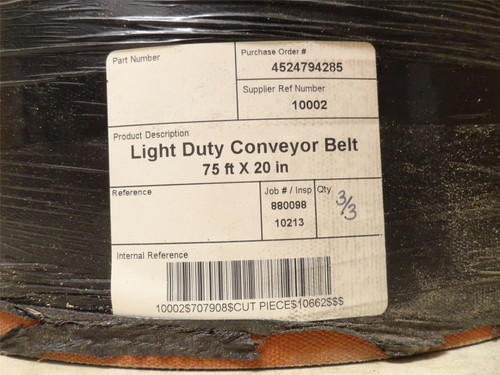 Part Number
Purchase Order #
4524794285
Supplier Ref Number
10002
Product Description
Light Duty Conveyor Belt
75 ft X 20 in
Reference
Job # / Insp
880098
10213
Qty
3/3
Internal Reference
10002$707908$CUT PIECE$10662$$$